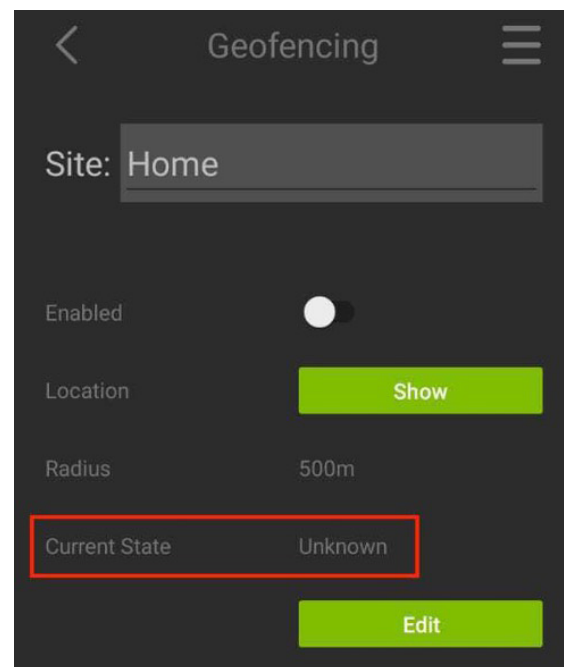 Geofencing
Site: Home
Enabled
Location Show
Radius 500m
Current State Unknown
Edit